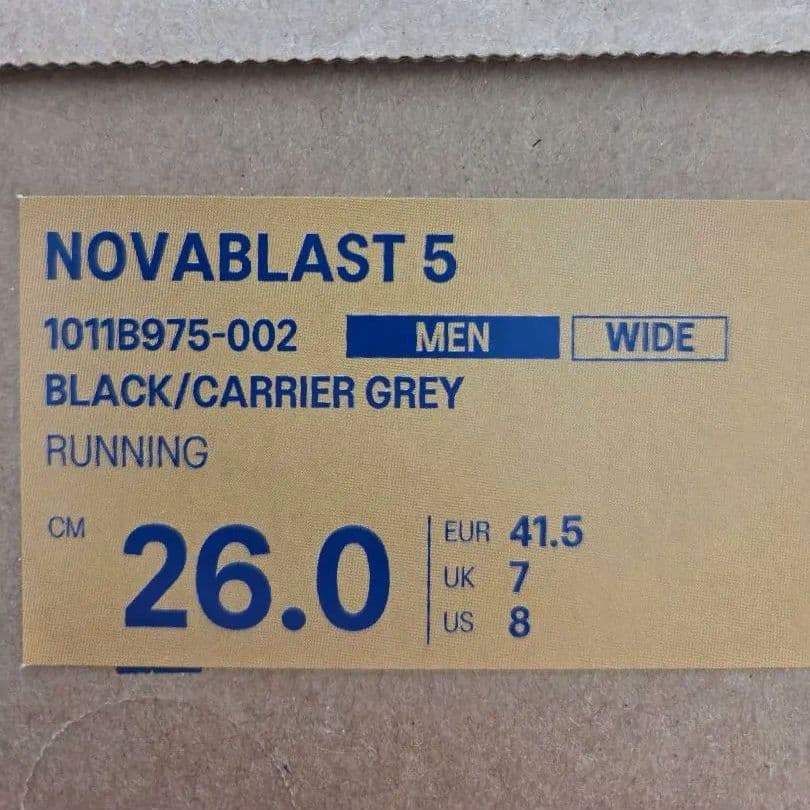 NOVABLAST 5
1011B975-002 MEN WIDE
BLACK/CARRIER GREY
RUNNING
CM 26.0
EUR 41.5
UK 7
US 8